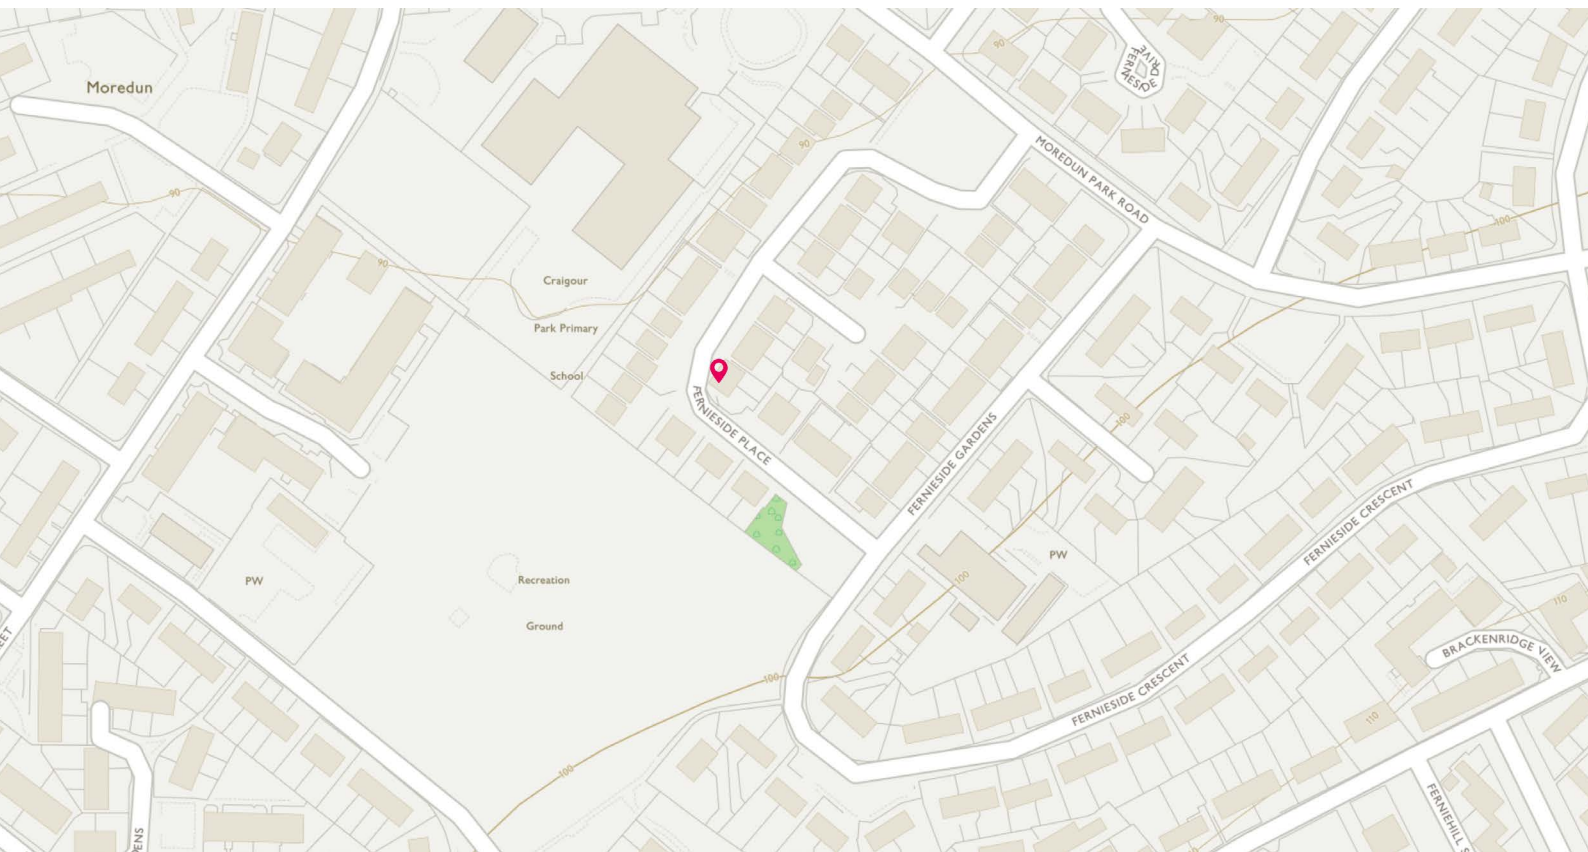 90
90
FERNIESIDE
DRIVE
Moredun
90
MOREDUN PARK ROAD
90
100
90
Craigour
Park Primary
School
FERNIESIDE PLACE
FERNIESIDE GARDENS
100
FERNIESIDE CRESCENT
PW
PW
Recreation
Ground
100
110
BRACKENRIDGE VIEW
100
FERNIESIDE CRESCENT
110
100
FERNIEHILL